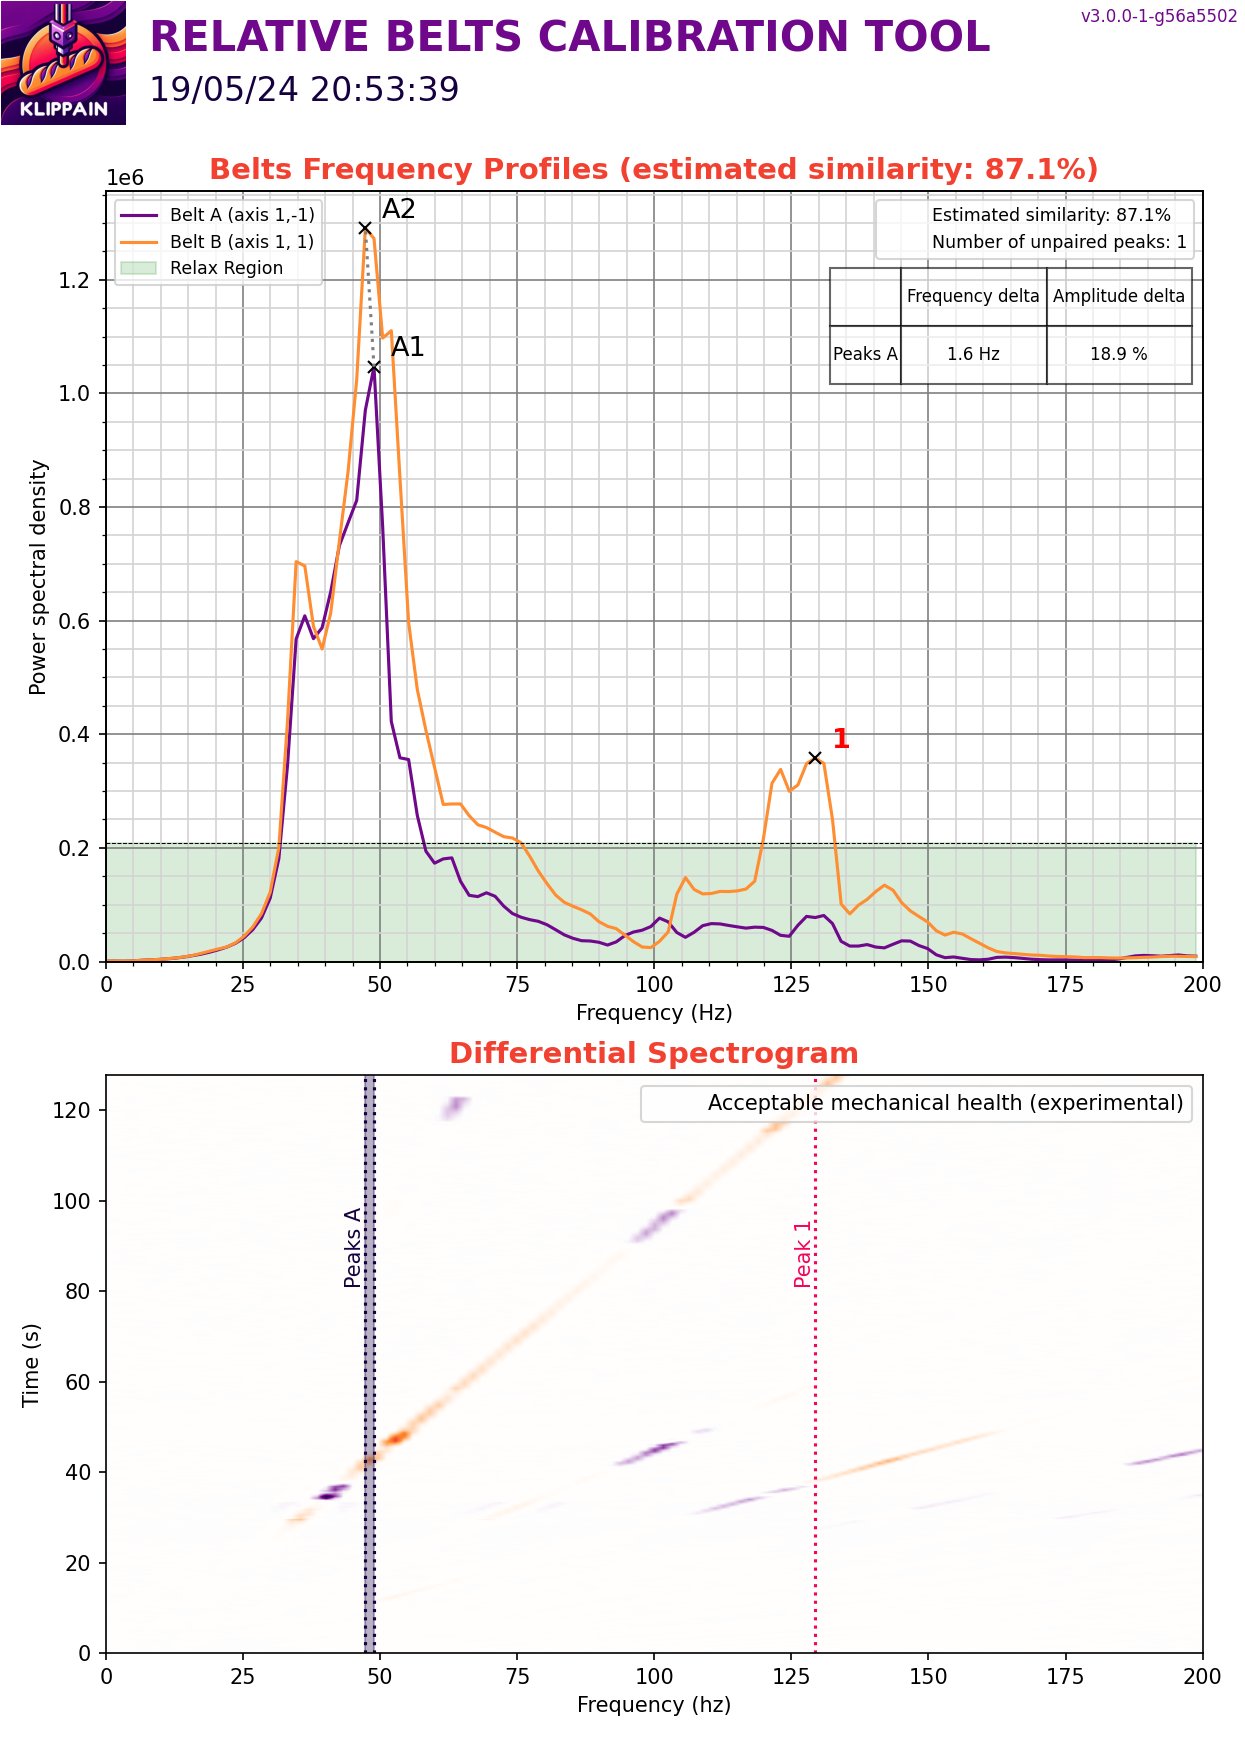 KLIPPAIN
RELATIVE BELTS CALIBRATION TOOL
19/05/24 20:53:39
v3.0.0-1-g56a5502
Belts Frequency Profiles (estimated similarity: 87.1%)
1e6
Belt A (axis 1,-1)
Belt B (axis 1, 1)
Relax Region
A2
A1
1
Estimated similarity: 87.1%
Number of unpaired peaks: 1
Frequency delta Amplitude delta
Peaks A 1.6 Hz 18.9 %
Power spectral density
1.2
1.0
0.8
0.6
0.4
0.2
0.0
0 25 50 75 100 125 150 175 200
Frequency (Hz)
Differential Spectrogram
Acceptable mechanical health (experimental)
Peaks A
Peak 1
Time (s)
120
100
80
60
40
20
0
0 25 50 75 100 125 150 175 200
Frequency (hz)